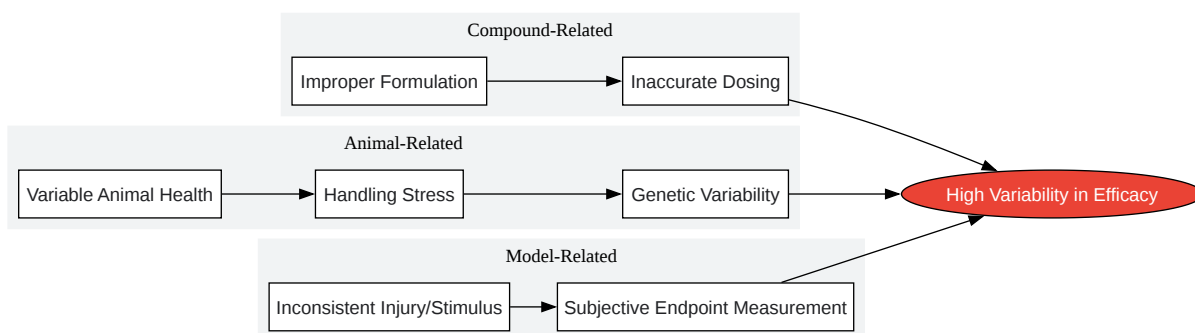 Compound-Related
Improper Formulation
Inaccurate Dosing
Animal-Related
Variable Animal Health
Handling Stress
Genetic Variability
High Variability in Efficacy
Model-Related
Inconsistent Injury/Stimulus
Subjective Endpoint Measurement